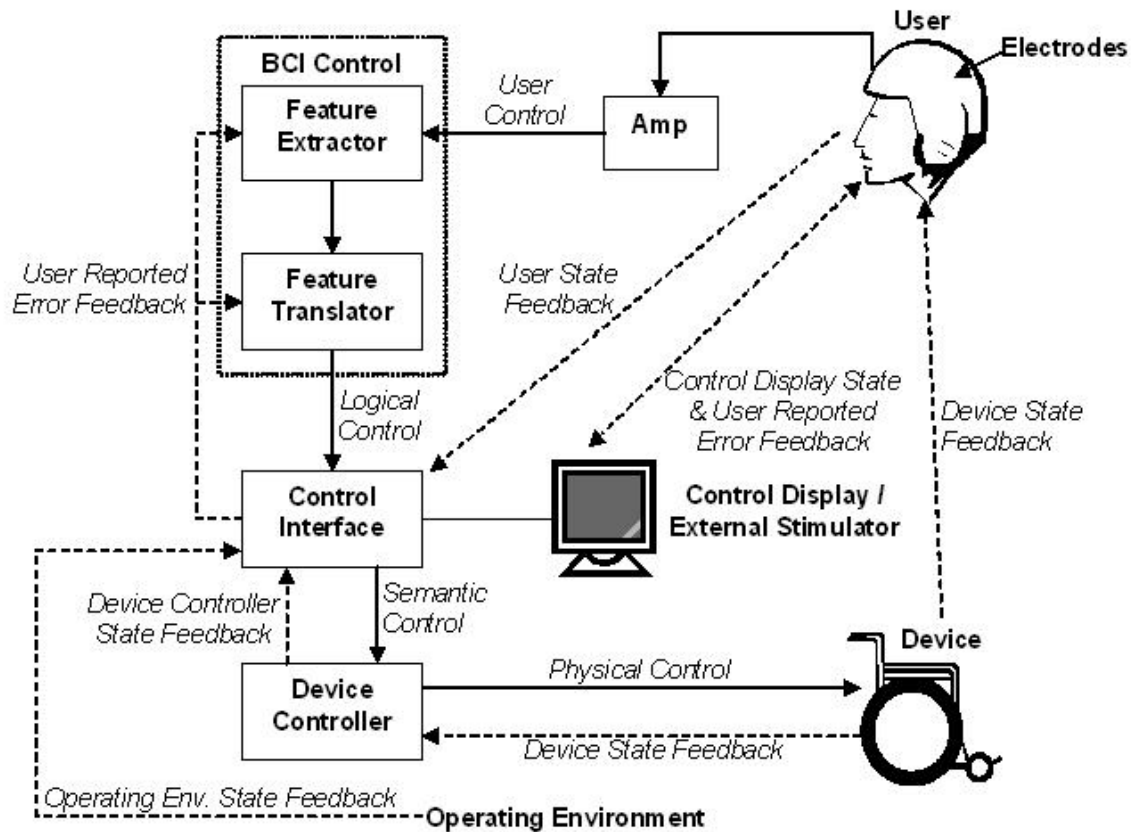 User
Electrodes
BCI Control
Feature
Extractor
User
Control
Amp
User Reported
Error Feedback
Feature
Translator
User State
Feedback
Logical
Control
Control Display State
& User Reported
Error Feedback
Device State
Feedback
Control
Interface
Control Display /
External Stimulator
Device Controller
State Feedback
Semantic
Control
Device
Device
Controller
Physical Control
Device State Feedback
Operating Env. State Feedback
Operating Environment